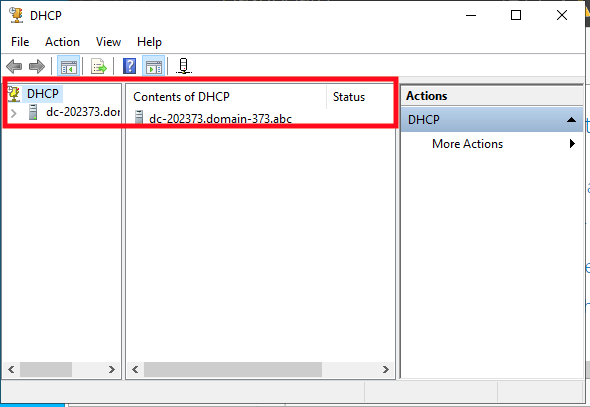 DHCP
File Action View Help
DHCP
dc-202373.dor
Contents of DHCP Status
dc-202373.domain-373.abc
Actions
DHCP
More Actions